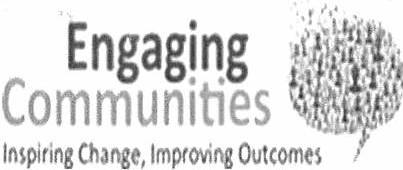 Engaging
Communities
Inspiring Change, Improving Outcomes